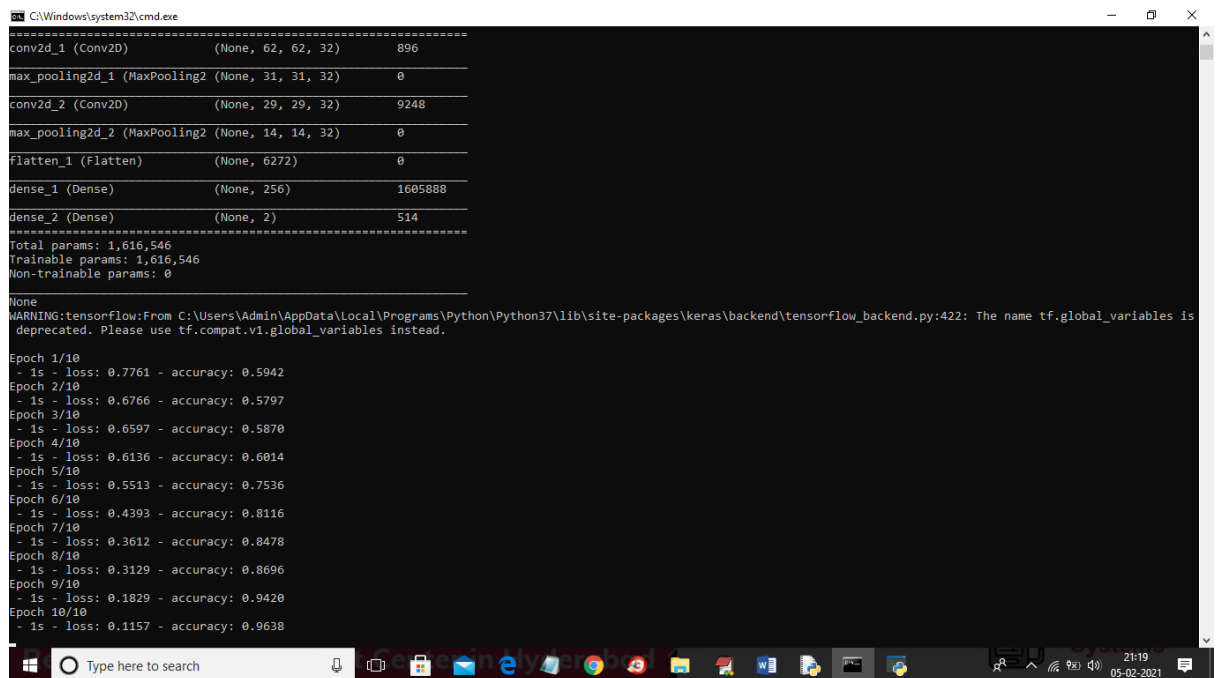 C:\Windows\system32\cmd.exe
=================================================================
conv2d_1 (Conv2D) (None, 62, 62, 32) 896
_________________________________________________________________
max_pooling2d_1 (MaxPooling2 (None, 31, 31, 32) 0
_________________________________________________________________
conv2d_2 (Conv2D) (None, 29, 29, 32) 9248
_________________________________________________________________
max_pooling2d_2 (MaxPooling2 (None, 14, 14, 32) 0
_________________________________________________________________
flatten_1 (Flatten) (None, 6272) 0
_________________________________________________________________
dense_1 (Dense) (None, 256) 1605888
_________________________________________________________________
dense_2 (Dense) (None, 2) 514
=================================================================
Total params: 1,616,546
Trainable params: 1,616,546
Non-trainable params: 0
_________________________________________________________________
None
WARNING:tensorflow:From C:\Users\Admin\AppData\Local\Programs\Python\Python37\lib\site-packages\keras\backend\tensorflow_backend.py:422: The name tf.global_variables is
deprecated. Please use tf.compat.v1.global_variables instead.
Epoch 1/10
- 1s - loss: 0.7761 - accuracy: 0.5942
Epoch 2/10
- 1s - loss: 0.6766 - accuracy: 0.5797
Epoch 3/10
- 1s - loss: 0.6597 - accuracy: 0.5870
Epoch 4/10
- 1s - loss: 0.6136 - accuracy: 0.6014
Epoch 5/10
- 1s - loss: 0.5513 - accuracy: 0.7536
Epoch 6/10
- 1s - loss: 0.4393 - accuracy: 0.8116
Epoch 7/10
- 1s - loss: 0.3612 - accuracy: 0.8478
Epoch 8/10
- 1s - loss: 0.3129 - accuracy: 0.8696
Epoch 9/10
- 1s - loss: 0.1829 - accuracy: 0.9420
Epoch 10/10
- 1s - loss: 0.1157 - accuracy: 0.9638
Type here to search
21:19
05-02-2021